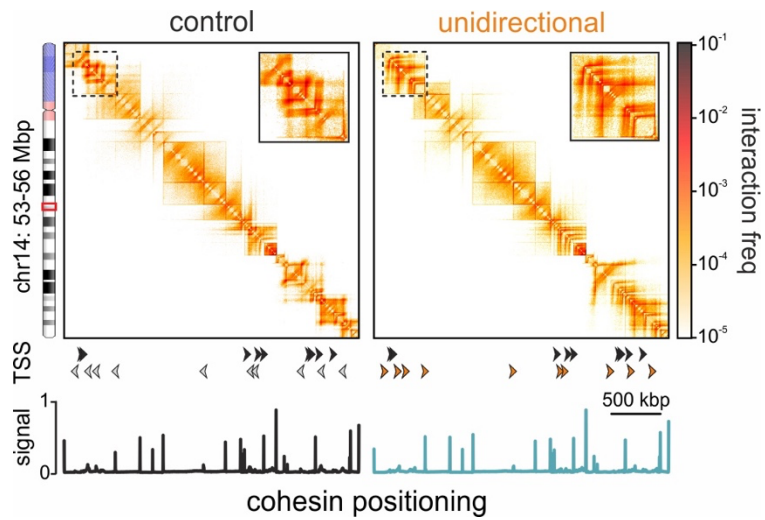 control
unidirectional
chr14: 53-56 Mbp
10-1
10-2
10-3
10-4
10-5
interaction freq
TSS
500 kbp
1
signal
0
cohesin positioning